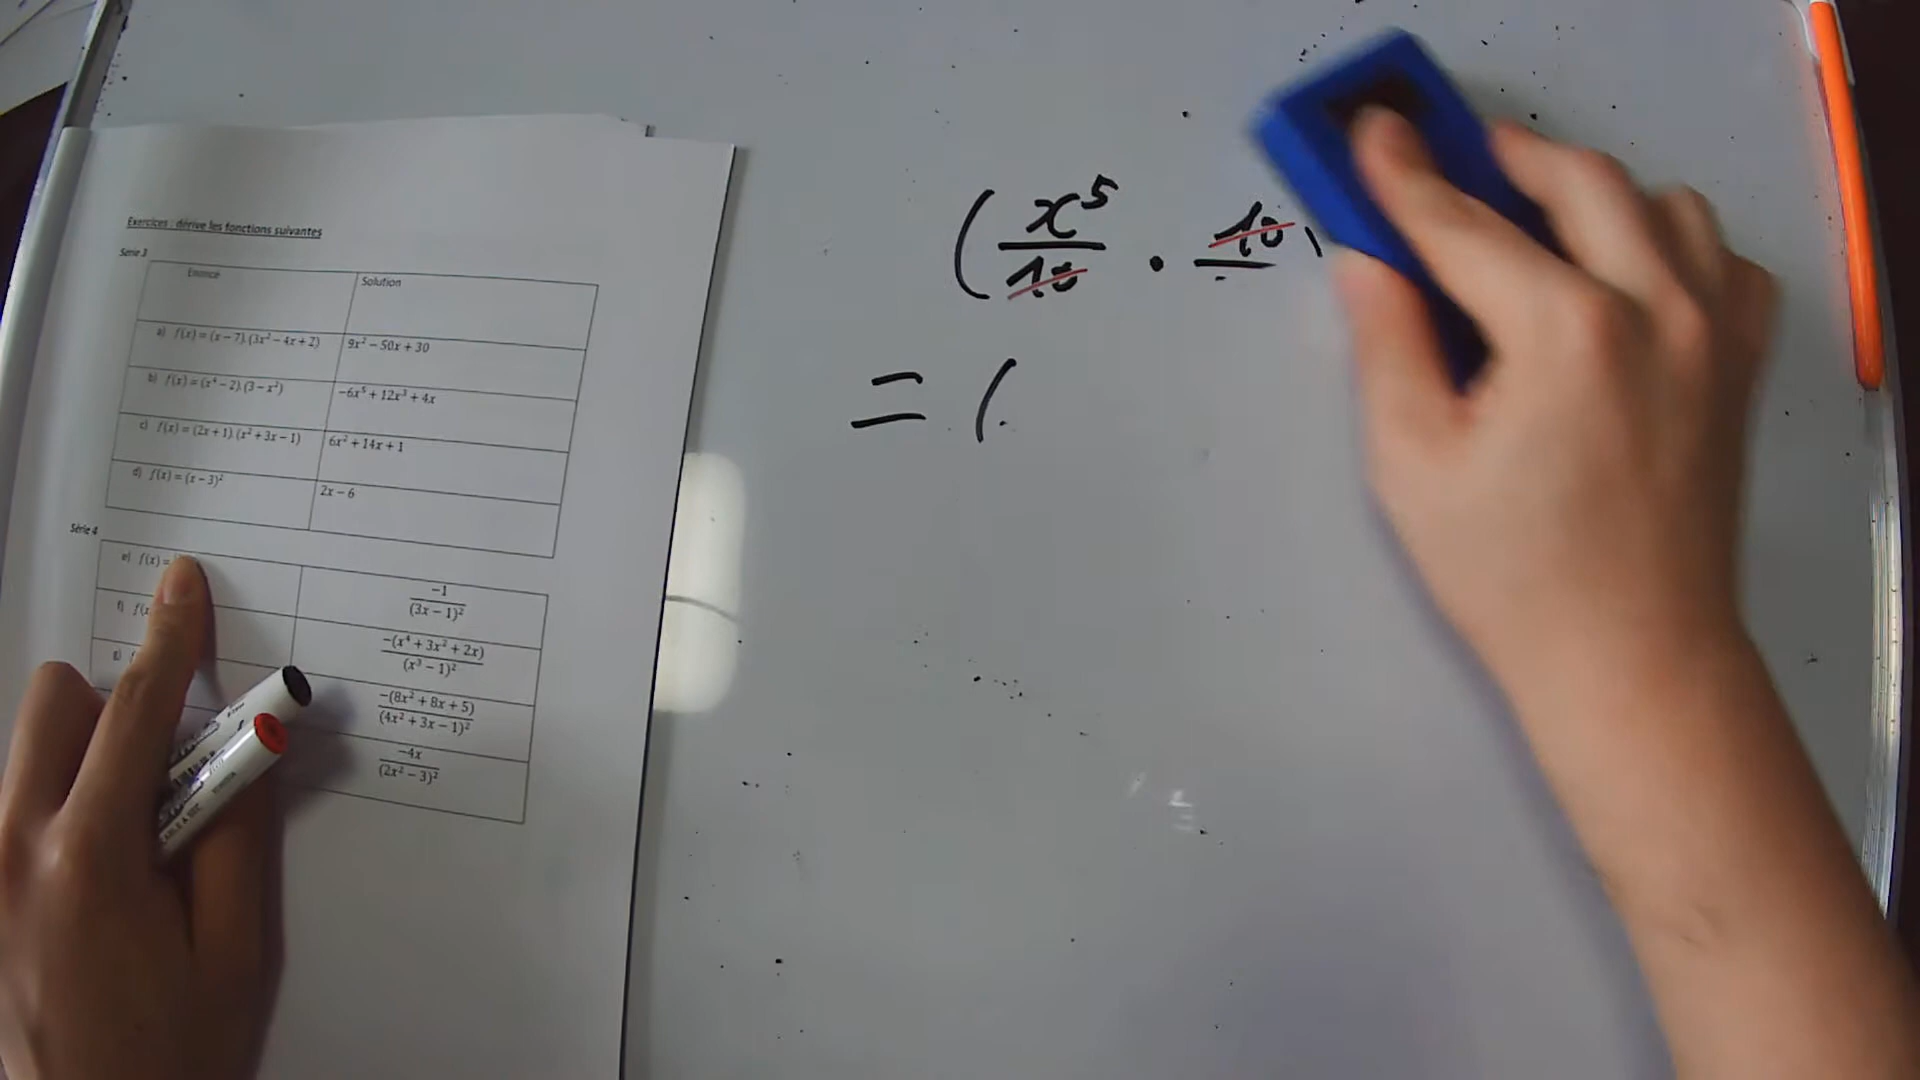 Exercices : dérive les fonctions suivantes
Série 3
Enoncé Solution
a) f(x) = (x − 7).(3x² − 4x + 2) 9x² − 50x + 30
b) f(x) = (x⁴ − 2).(3 − x²) −6x⁵ + 12x³ + 4x
c) f(x) = (2x + 1).(x² + 3x − 1) 6x² + 14x + 1
d) f(x) = (x − 3)² 2x − 6
Série 4
e) f(x) = −1/(3x − 1)²
f) f(x −(x⁴ + 3x² + 2x)/(x³ − 1)²
g) f −(8x² + 8x + 5)/(4x² + 3x − 1)²
−4x/(2x² − 3)²
(x⁵/10 · 10
= (